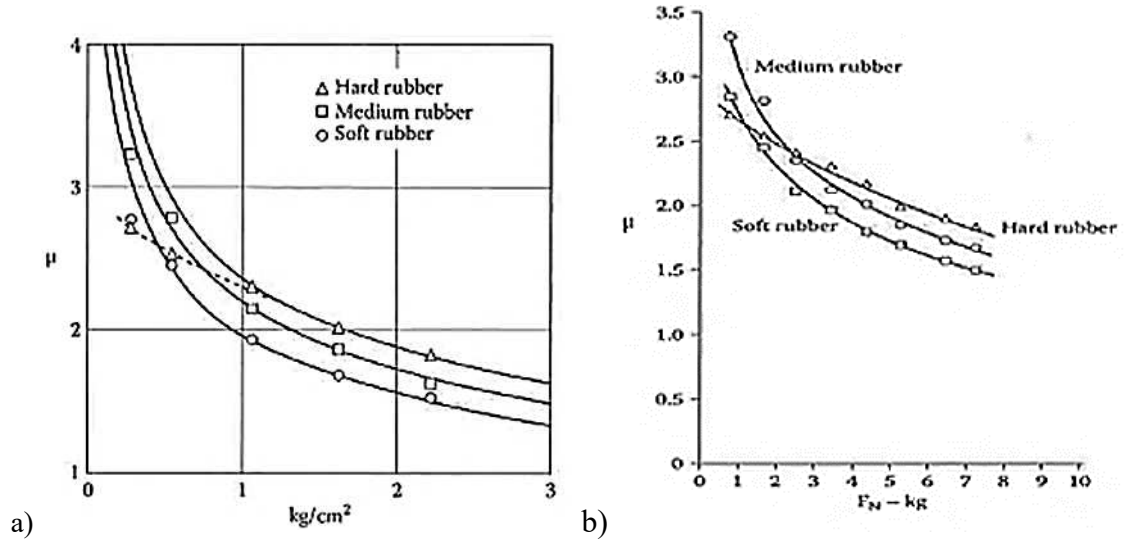 4
3
2
1
μ
△ Hard rubber
□ Medium rubber
○ Soft rubber
0 1 2 3
kg/cm²
a)
3.5
3.0
2.5
2.0
1.5
1.0
0.5
0
μ
Medium rubber
Soft rubber
Hard rubber
0 1 2 3 4 5 6 7 8 9 10
F_N – kg
b)